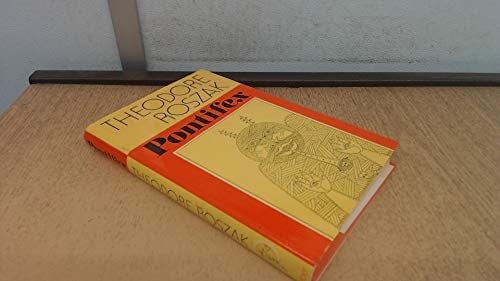 THEODORE
ROSZAK
Pontifex
THEODORE ROSZAK